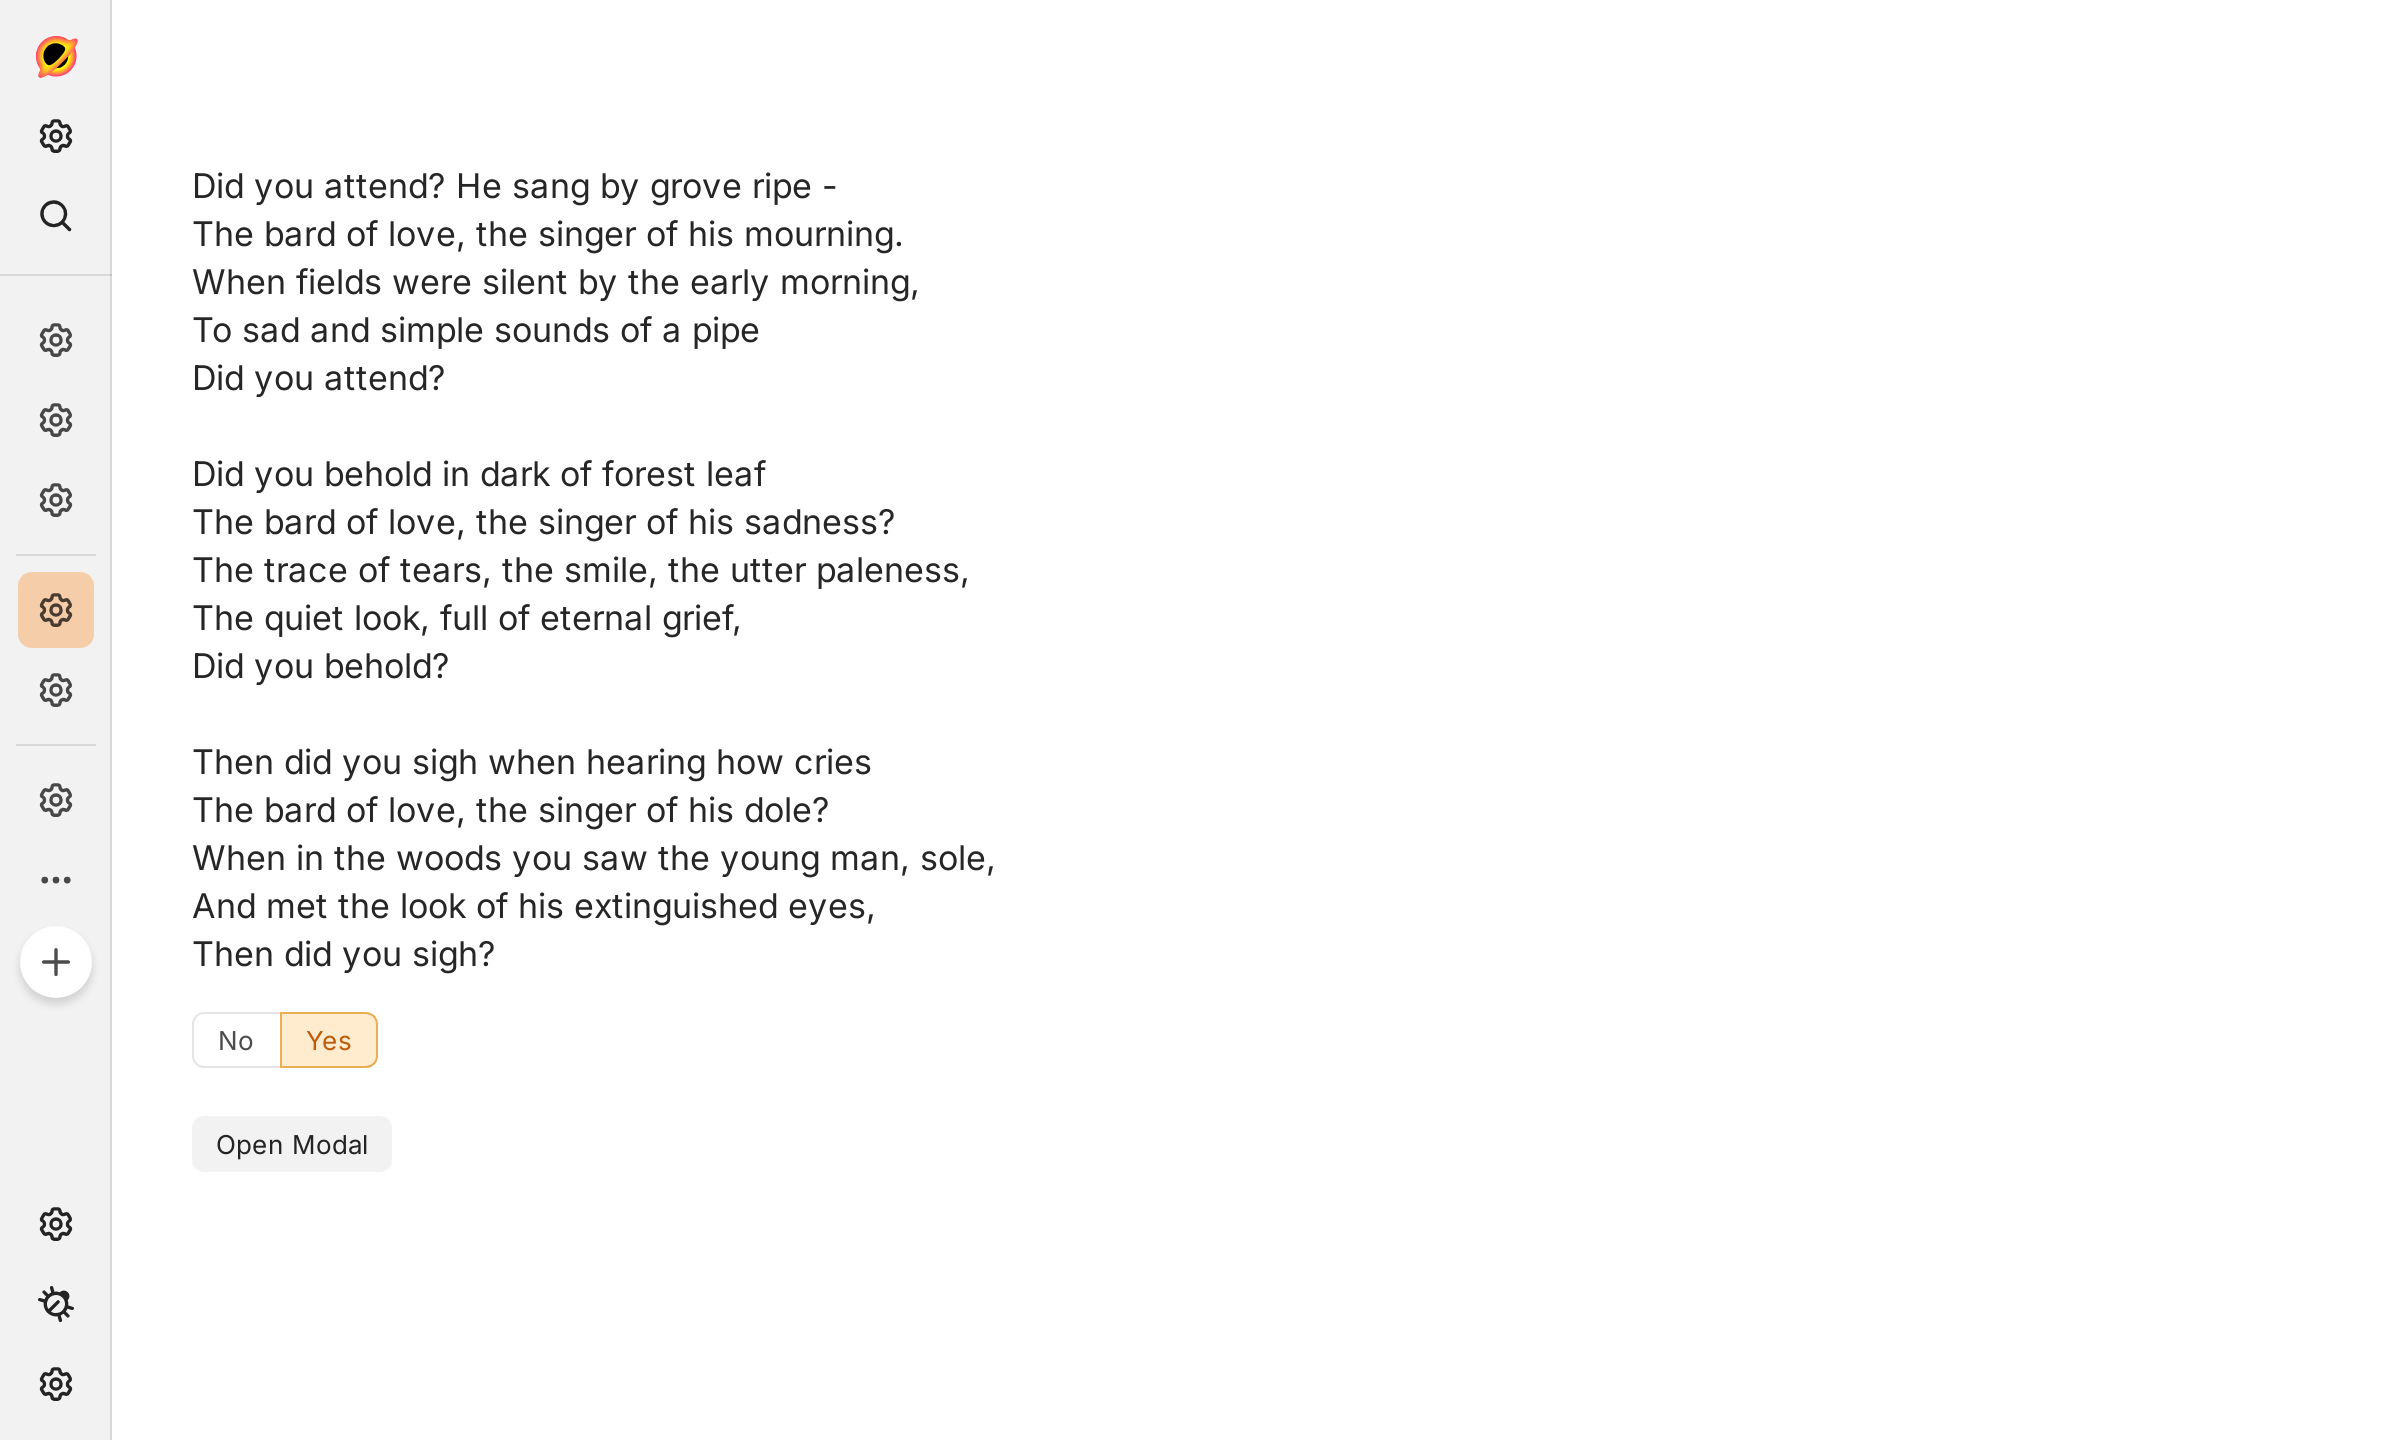 Did you attend? He sang by grove ripe -
The bard of love, the singer of his mourning.
When fields were silent by the early morning,
To sad and simple sounds of a pipe
Did you attend?
Did you behold in dark of forest leaf
The bard of love, the singer of his sadness?
The trace of tears, the smile, the utter paleness,
The quiet look, full of eternal grief,
Did you behold?
Then did you sigh when hearing how cries
The bard of love, the singer of his dole?
When in the woods you saw the young man, sole,
And met the look of his extinguished eyes,
Then did you sigh?
No Yes
Open Modal